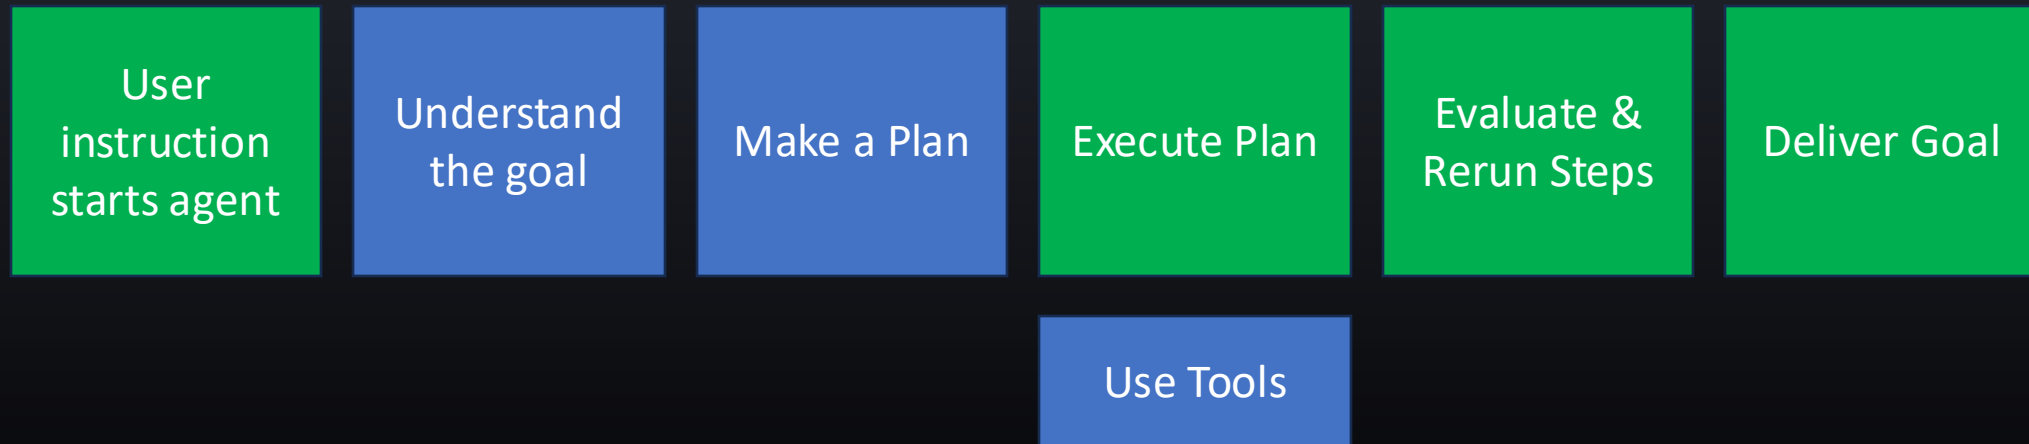 User
instruction
starts agent
Understand
the goal
Make a Plan
Execute Plan
Evaluate &
Rerun Steps
Deliver Goal
Use Tools